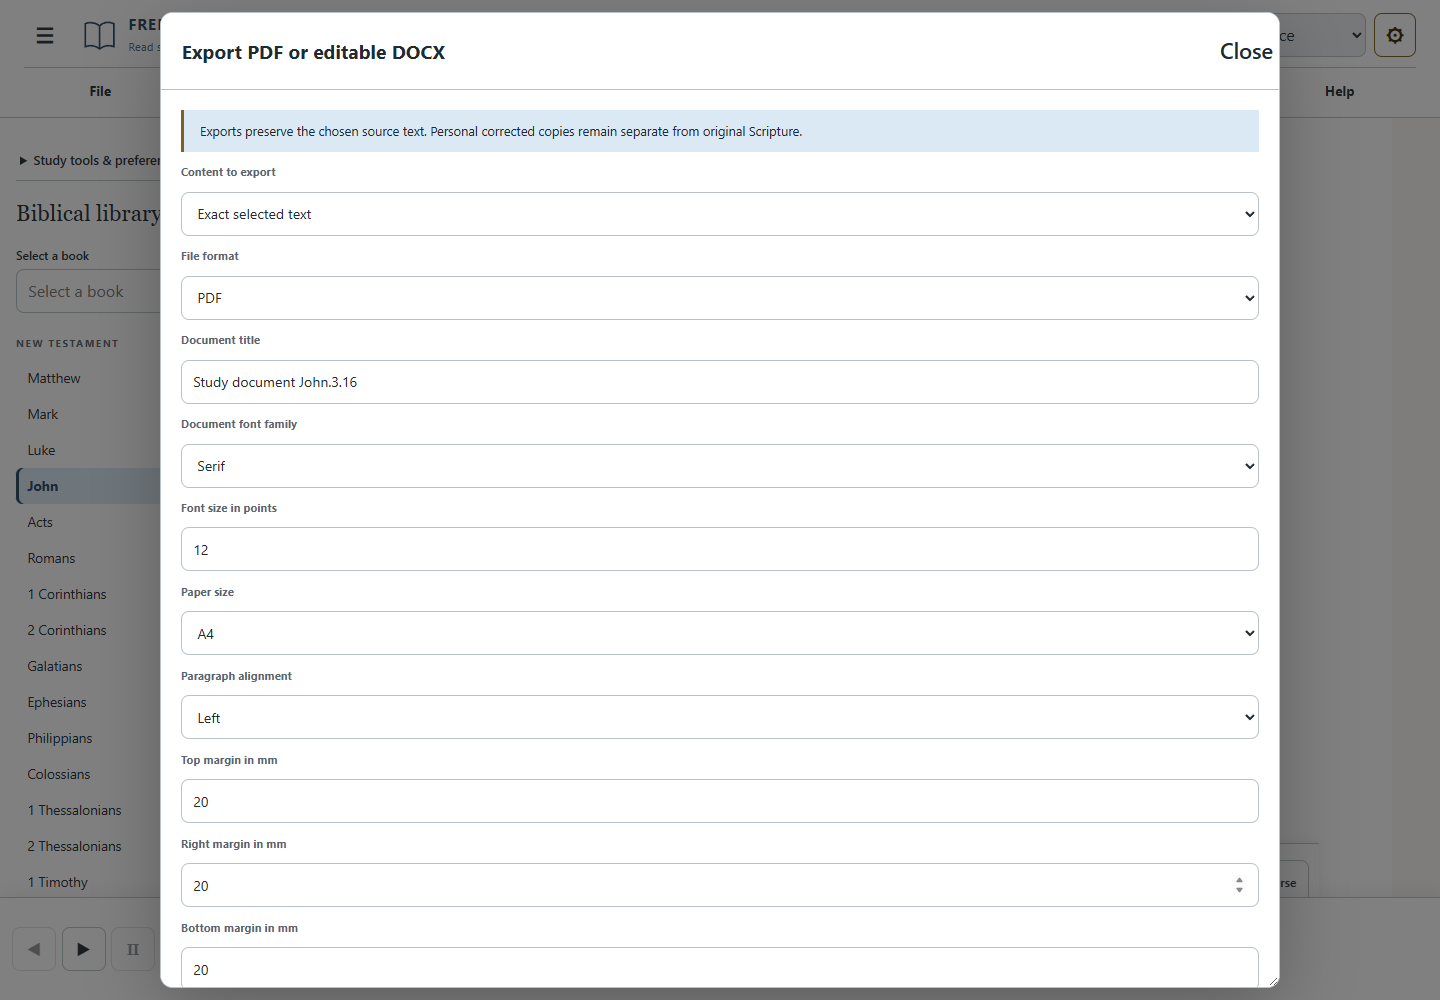 ☰
FREE
Read s
ce
File
Help
▶ Study tools & prefere
Biblical library
Select a book
Select a book
NEW TESTAMENT
Matthew
Mark
Luke
John
Acts
Romans
1 Corinthians
2 Corinthians
Galatians
Ephesians
Philippians
Colossians
1 Thessalonians
2 Thessalonians
1 Timothy
rse
Export PDF or editable DOCX
Close
Exports preserve the chosen source text. Personal corrected copies remain separate from original Scripture.
Content to export
Exact selected text
File format
PDF
Document title
Study document John.3.16
Document font family
Serif
Font size in points
12
Paper size
A4
Paragraph alignment
Left
Top margin in mm
20
Right margin in mm
20
Bottom margin in mm
20